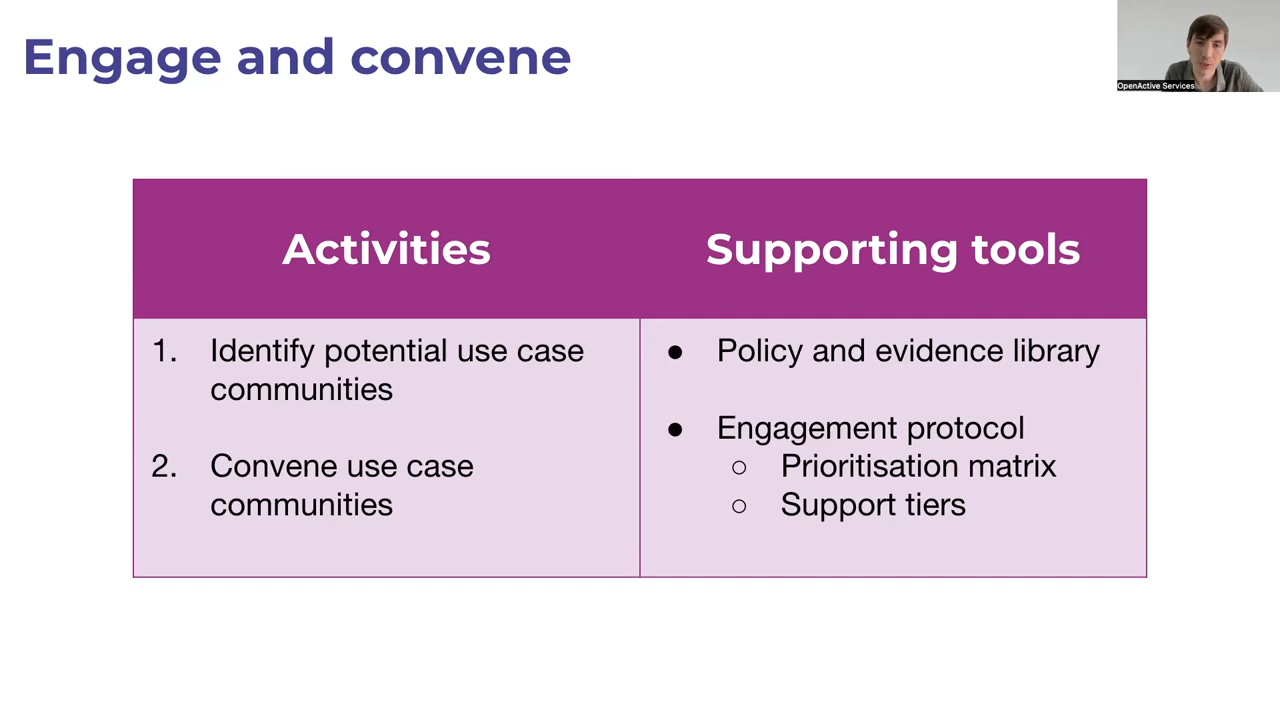 Engage and convene
OpenActive Services
Activities
Supporting tools
1. Identify potential use case
communities
2. Convene use case
communities
● Policy and evidence library
● Engagement protocol
○ Prioritisation matrix
○ Support tiers